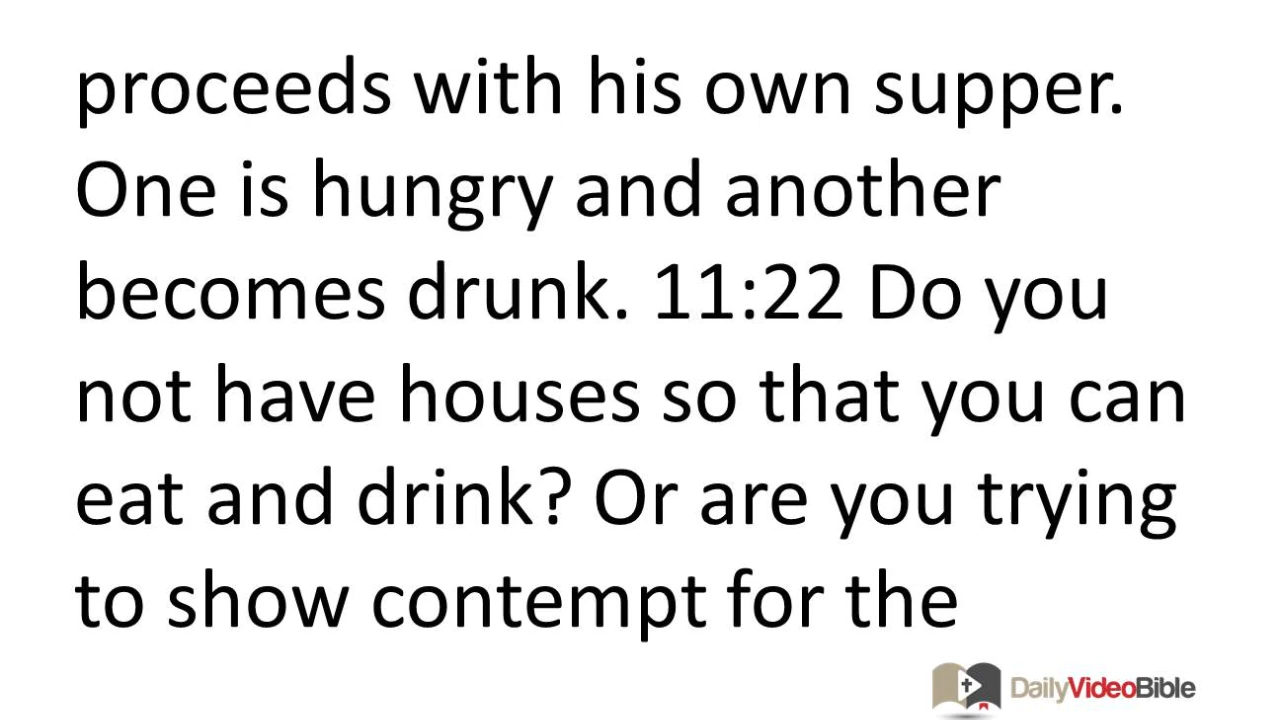 proceeds with his own supper.
One is hungry and another
becomes drunk. 11:22 Do you
not have houses so that you can
eat and drink? Or are you trying
to show contempt for the
DailyVideoBible